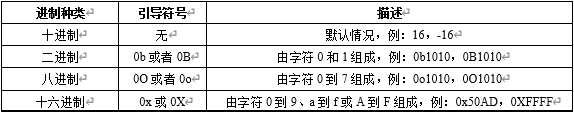 进制种类 引导符号 描述
十进制 无 默认情况，例：16，-16
二进制 0b 或者 0B 由字符 0 和 1 组成，例：0b1010，0B1010
八进制 0O 或者 0o 由字符 0 到 7 组成，例：0o1010，0O1010
十六进制 0x 或 0X 由字符 0 到 9、a 到 f 或 A 到 F 组成，例：0x50AD，0XFFFF